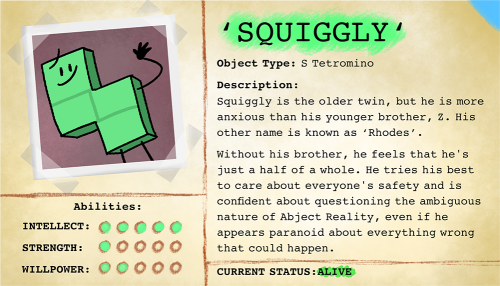 'SQUIGGLY'
Object Type: S Tetromino
Description:
Squiggly is the older twin, but he is more
anxious than his younger brother, Z. His
other name is known as ‘Rhodes’.
Without his brother, he feels that he's
just a half of a whole. He tries his best
to care about everyone's safety and is
confident about questioning the ambiguous
nature of Abject Reality, even if he
appears paranoid about everything wrong
that could happen.
CURRENT STATUS:ALIVE
Abilities:
INTELLECT:
STRENGTH:
WILLPOWER: